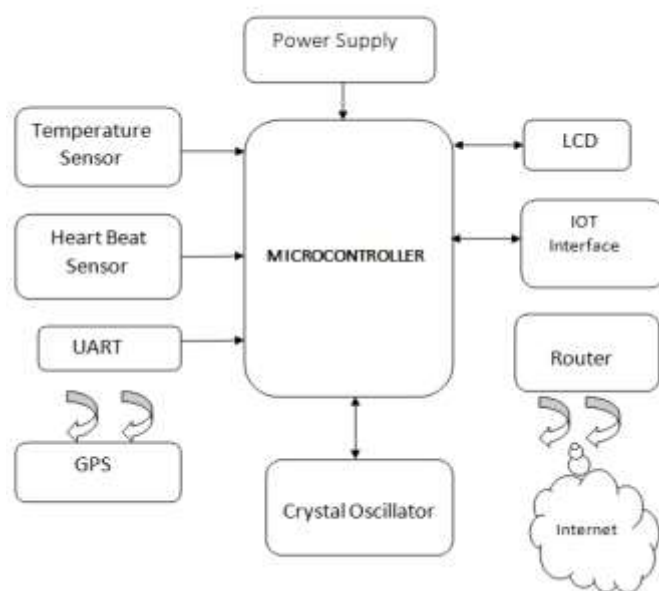 Power Supply
Temperature
Sensor
LCD
Heart Beat
Sensor
MICROCONTROLLER
IOT
Interface
UART
Router
GPS
Crystal Oscillator
Internet